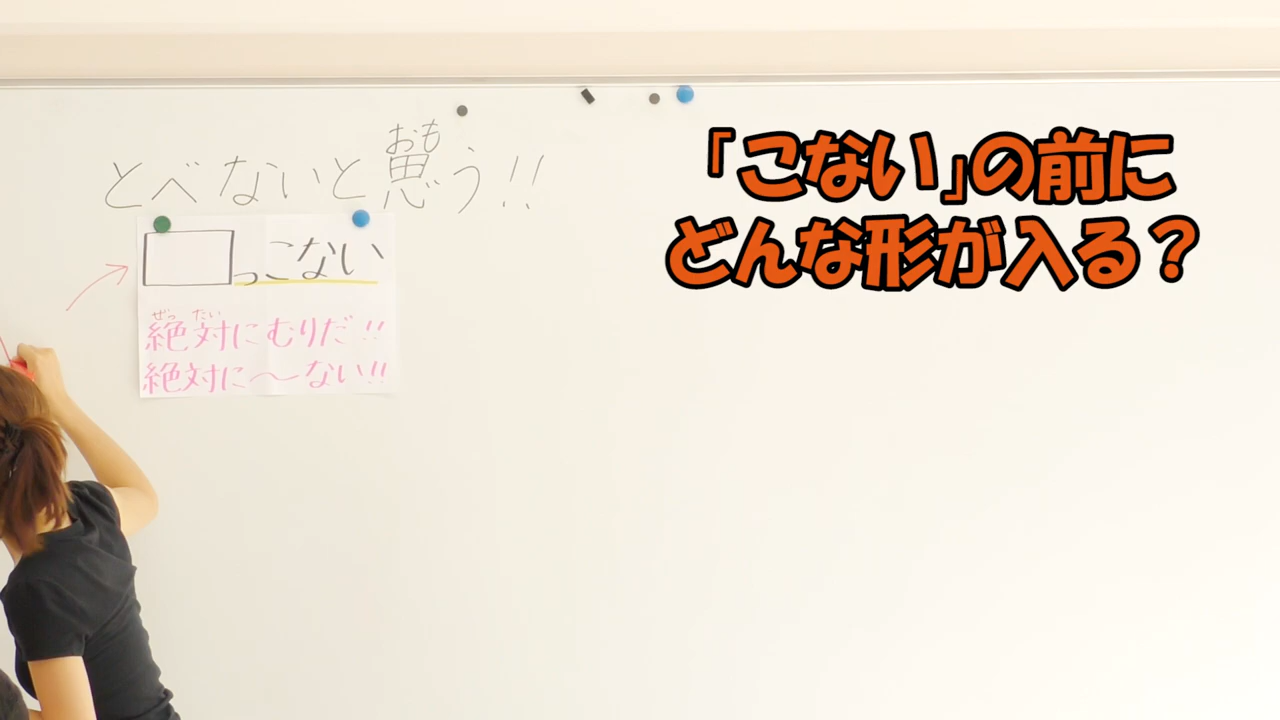 とべないと思う!!
おも
っこない
ぜっ たい
絶対にむりだ!!
絶対に〜ない!!
「こない」の前に
どんな形が入る？